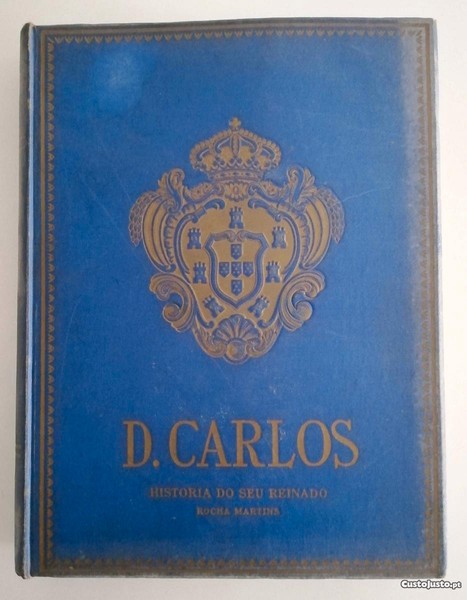 D. CARLOS
HISTORIA DO SEU REINADO
ROCHA MARTINS
CustoJusto.pt